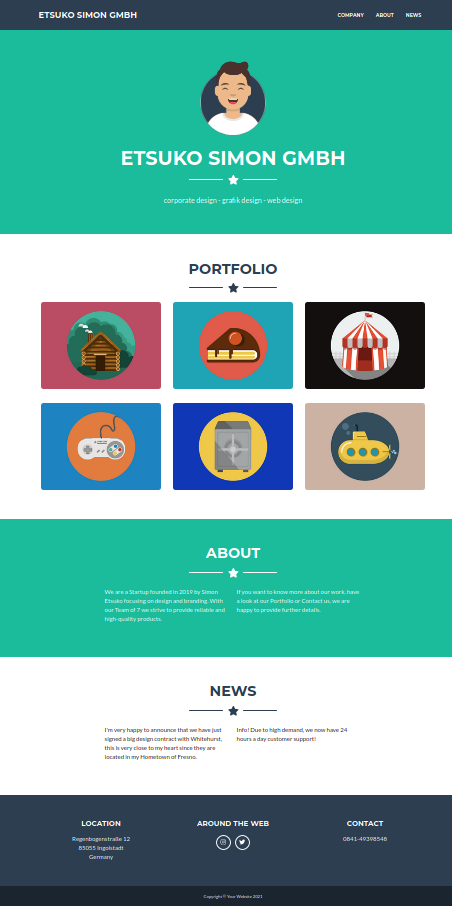 ETSUKO SIMON GMBH
COMPANY ABOUT NEWS
ETSUKO SIMON GMBH
corporate design - grafik design - web design
PORTFOLIO
ABOUT
We are a Startup founded in 2019 by Simon
Etsuko focusing on design and branding. With
our Team of 7 we strive to provide reliable and
high-quality products.
If you want to know more about our work, have
a look at our Portfolio or Contact us, we are
happy to provide further details.
NEWS
I'm very happy to announce that we have just
signed a big design contract with Whitehurst,
this is very close to my heart since they are
located in my Hometown of Fresno.
Info! Due to high demand, we now have 24
hours a day customer support!
LOCATION
Regenbogenstraße 12
85055 Ingolstadt
Germany
AROUND THE WEB
CONTACT
0841-49398548
Copyright © Your Website 2021